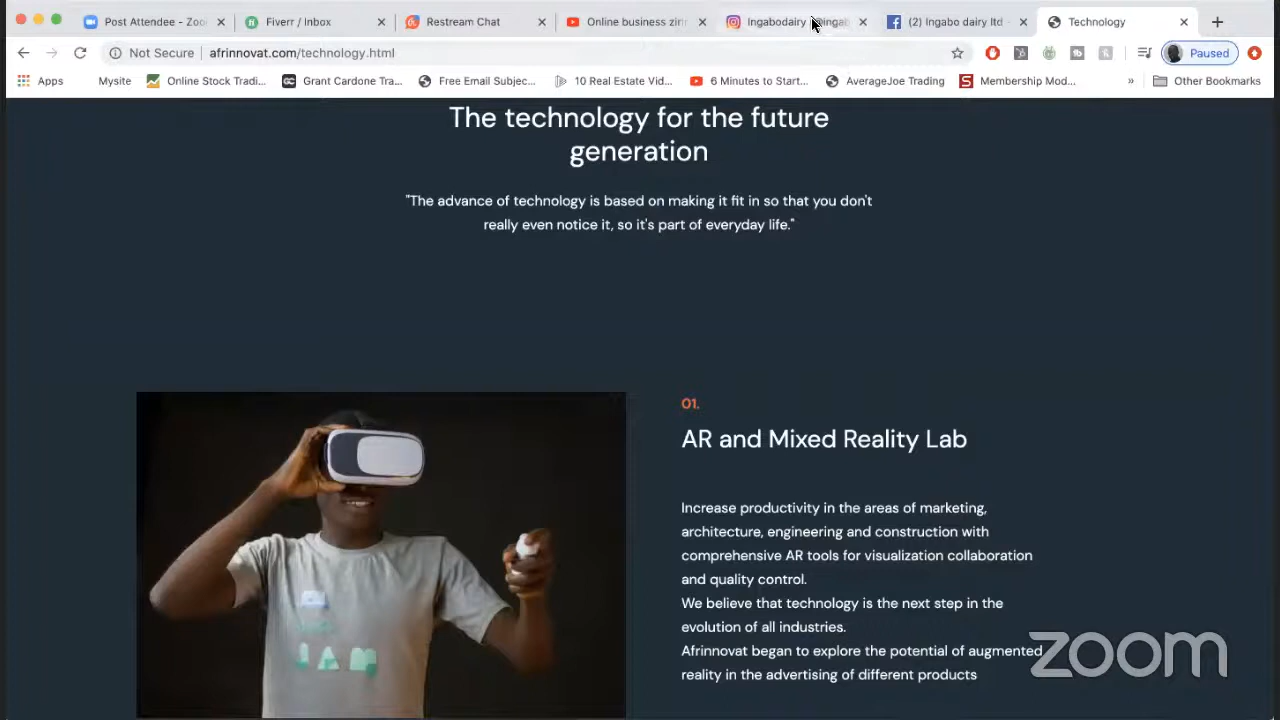 Post Attendee - Zoo
Fiverr / Inbox
Restream Chat
Online business zir
Ingabodairy
(2) Ingabo dairy ltd -
Technology
Not Secure
afrinnovat.com/technology.html
Paused
Apps
Mysite
Online Stock Tradi...
Grant Cardone Tra...
Free Email Subjec...
10 Real Estate Vid...
6 Minutes to Start...
AverageJoe Trading
Membership Mod...
»
Other Bookmarks
The technology for the future
generation
"The advance of technology is based on making it fit in so that you don't
really even notice it, so it's part of everyday life."
01.
AR and Mixed Reality Lab
Increase productivity in the areas of marketing,
architecture, engineering and construction with
comprehensive AR tools for visualization collaboration
and quality control.
We believe that technology is the next step in the
evolution of all industries.
Afrinnovat began to explore the potential of augmented
reality in the advertising of different products
JAM
zoom